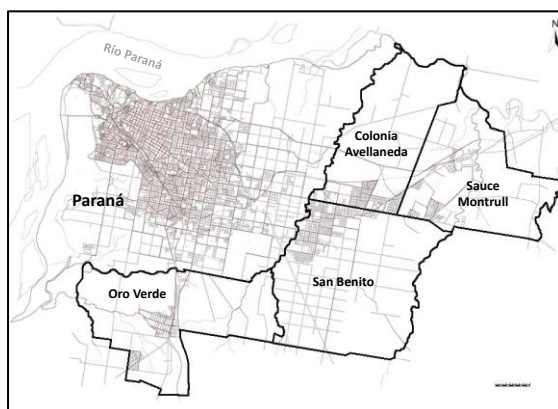 N
Río Paraná
Colonia
Avellaneda
Sauce
Montrull
Paraná
San Benito
Oro Verde